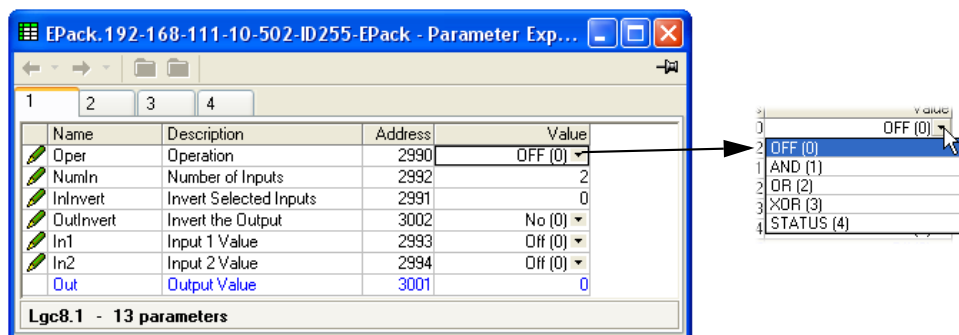 EPack.192-168-111-10-502-ID255-EPack - Parameter Exp...
1 2 3 4
Name Description Address Value
Oper Operation 2990 OFF (0)
NumIn Number of Inputs 2992 2
InInvert Invert Selected Inputs 2991 0
OutInvert Invert the Output 3002 No (0)
In1 Input 1 Value 2993 Off (0)
In2 Input 2 Value 2994 Off (0)
Out Output Value 3001 0
Lgc8.1 - 13 parameters
Value
OFF (0)
OFF (0)
AND (1)
OR (2)
XOR (3)
STATUS (4)